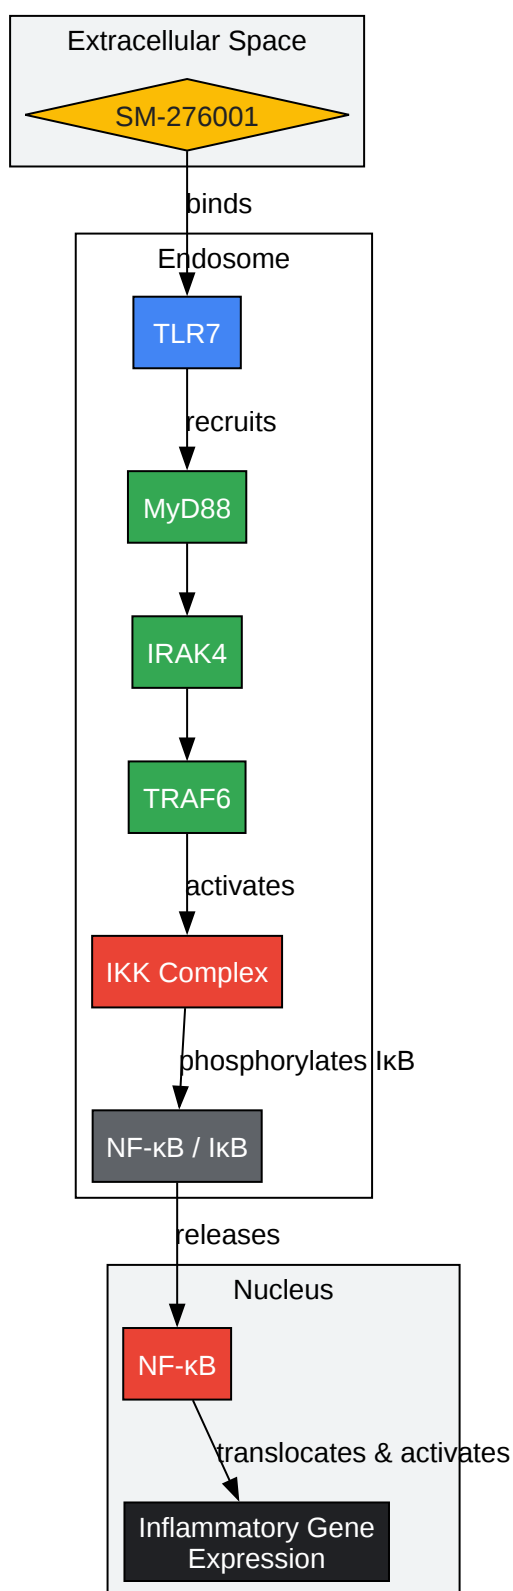 Extracellular Space
SM-276001
binds
Endosome
TLR7
recruits
MyD88
IRAK4
TRAF6
activates
IKK Complex
phosphorylates IκB
NF-κB / IκB
releases
Nucleus
NF-κB
translocates & activates
Inflammatory Gene
Expression